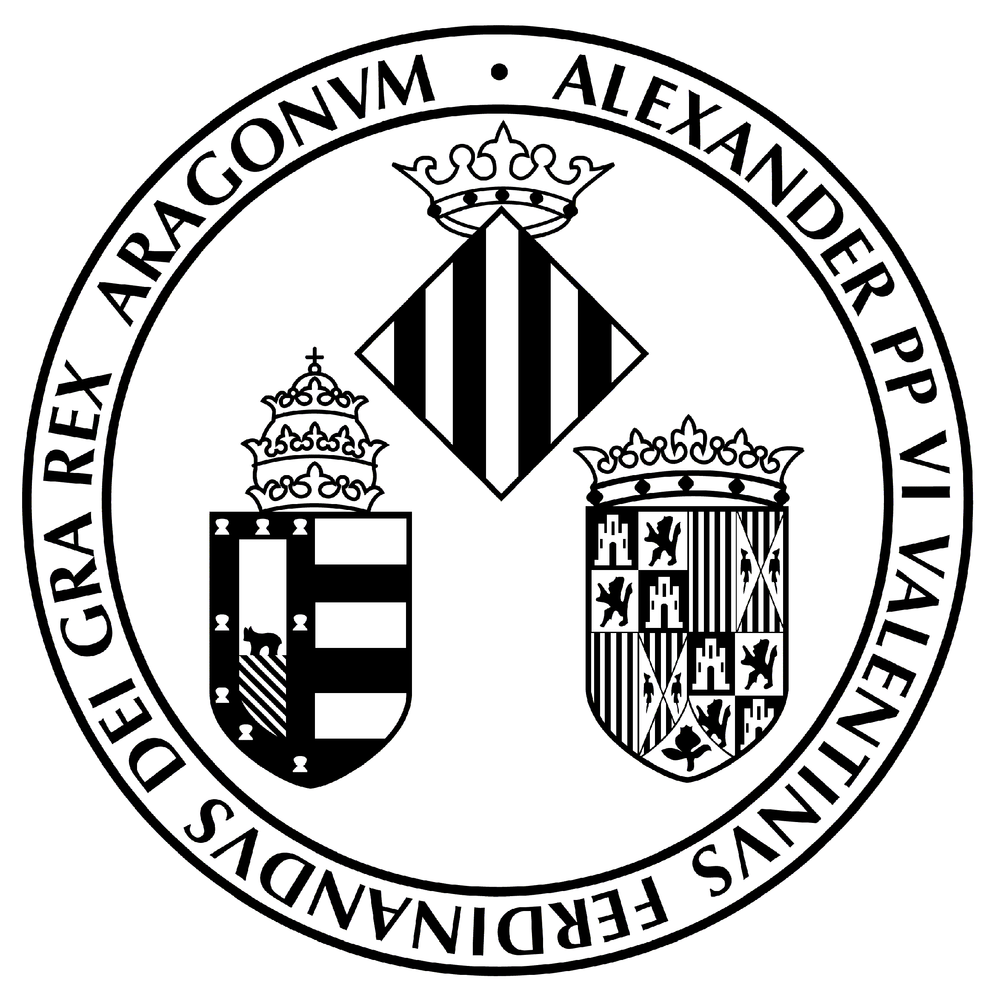 • ALEXANDER PP VI VALENTINVS FERDINANDVS DEI GRA REX ARAGONVM